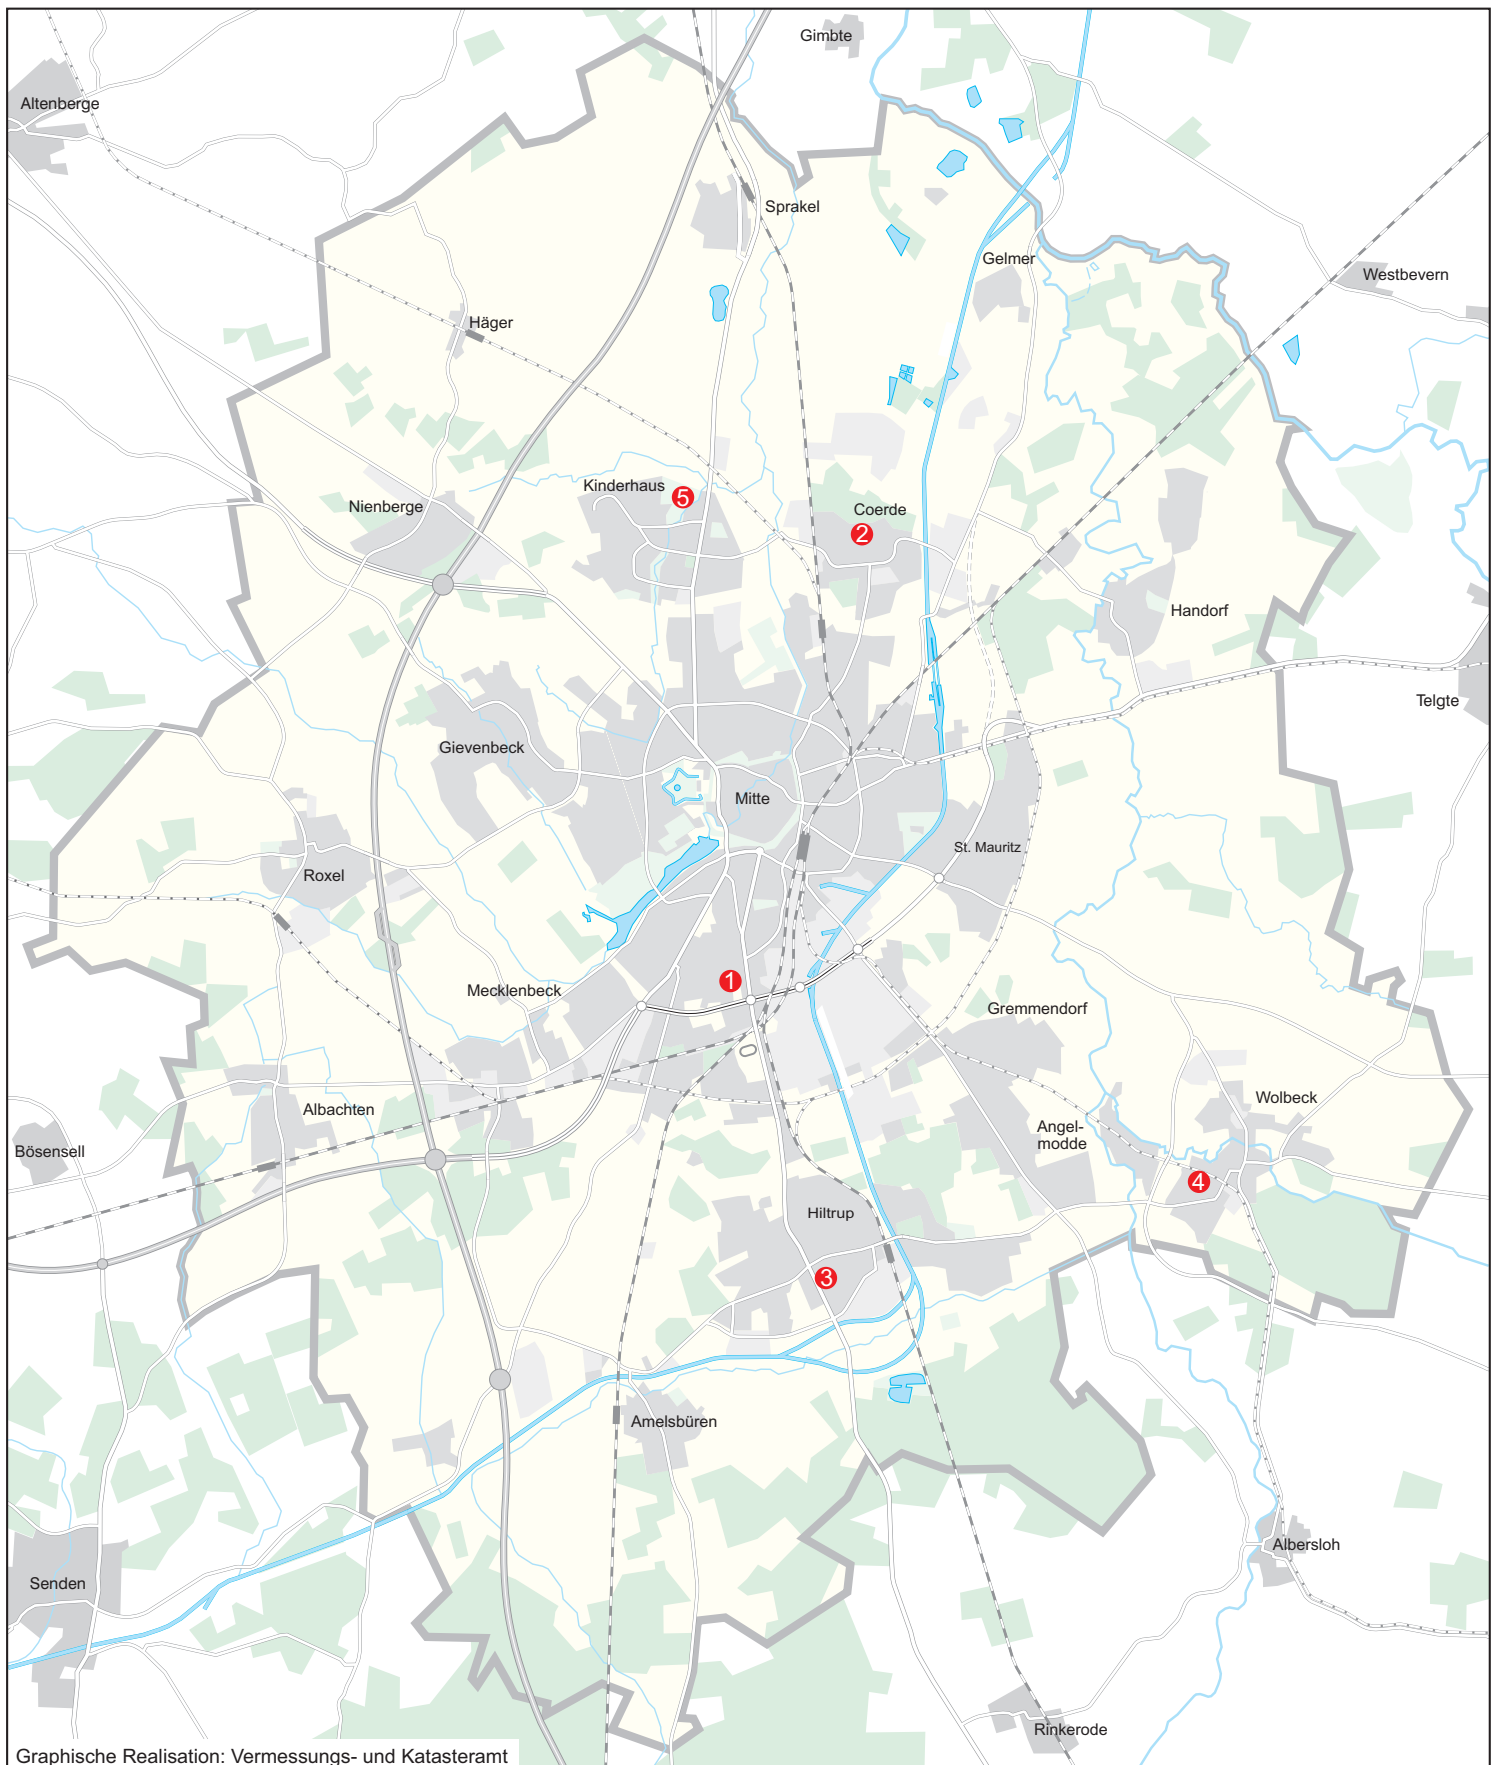 Gimbte
Altenberge
Sprakel
Gelmer
Westbevern
Häger
Kinderhaus
5
Nienberge
Coerde
2
Handorf
Telgte
Gievenbeck
Mitte
St. Mauritz
Roxel
1
Mecklenbeck
Gremmendorf
Albachten
Wolbeck
Angel-
modde
Bösensell
4
Hiltrup
3
Amelsbüren
Albersloh
Senden
Rinkerode
Graphische Realisation: Vermessungs- und Katasteramt